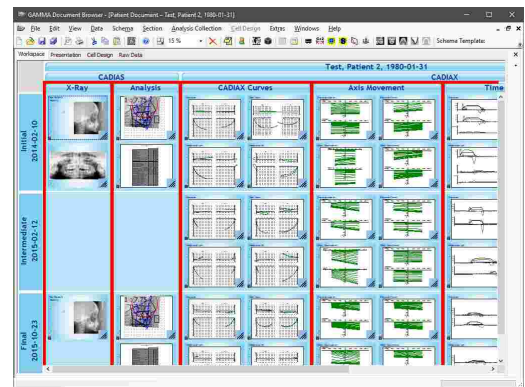 GAMMA Document Browser - [Patient Document - Test, Patient 2, 1980-01-31]
File Edit View Data Schema Section Analysis Collection Cell Design Extras Windows Help
15 % Schema Template:
Workspace Presentation Cell Design Raw Data
Test, Patient 2, 1980-01-31
CADIAS CADIAX
X-Ray Analysis CADIAX Curves Axis Movement Time
Initial
2014-02-10
Intermediate
2015-02-12
Final
2015-10-23